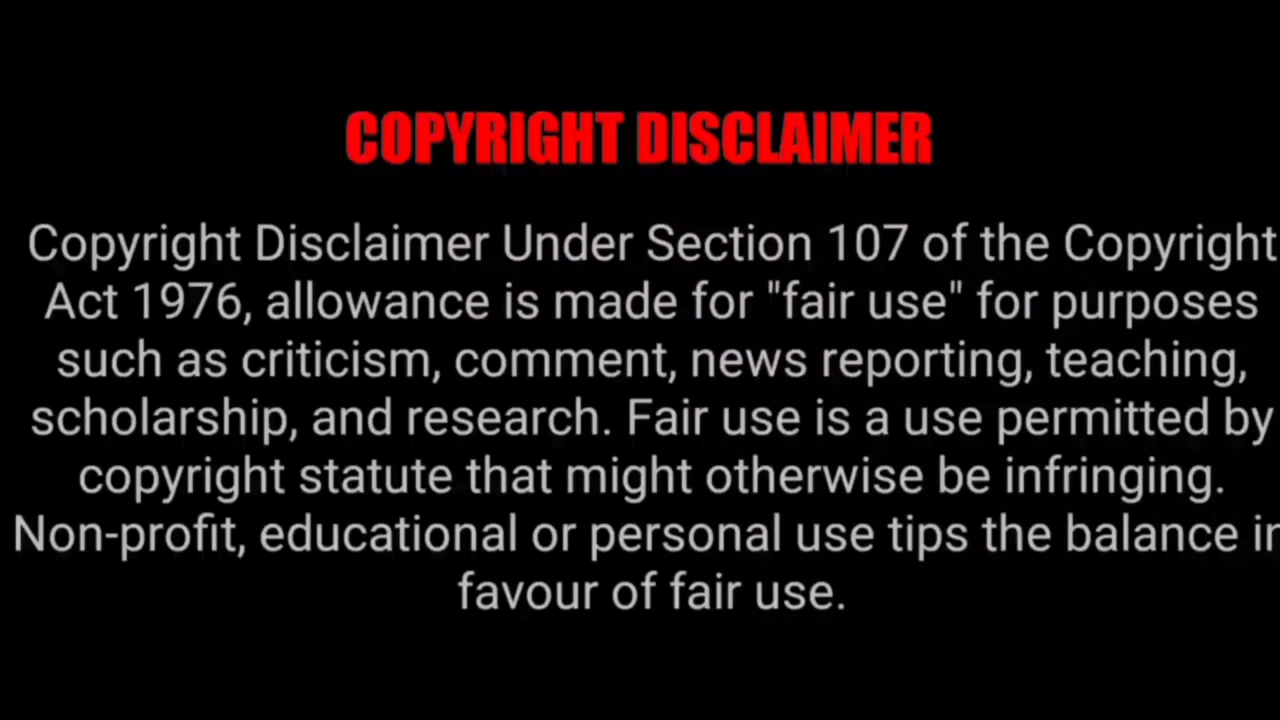 COPYRIGHT DISCLAIMER
Copyright Disclaimer Under Section 107 of the Copyright
Act 1976, allowance is made for "fair use" for purposes
such as criticism, comment, news reporting, teaching,
scholarship, and research. Fair use is a use permitted by
copyright statute that might otherwise be infringing.
Non-profit, educational or personal use tips the balance in
favour of fair use.